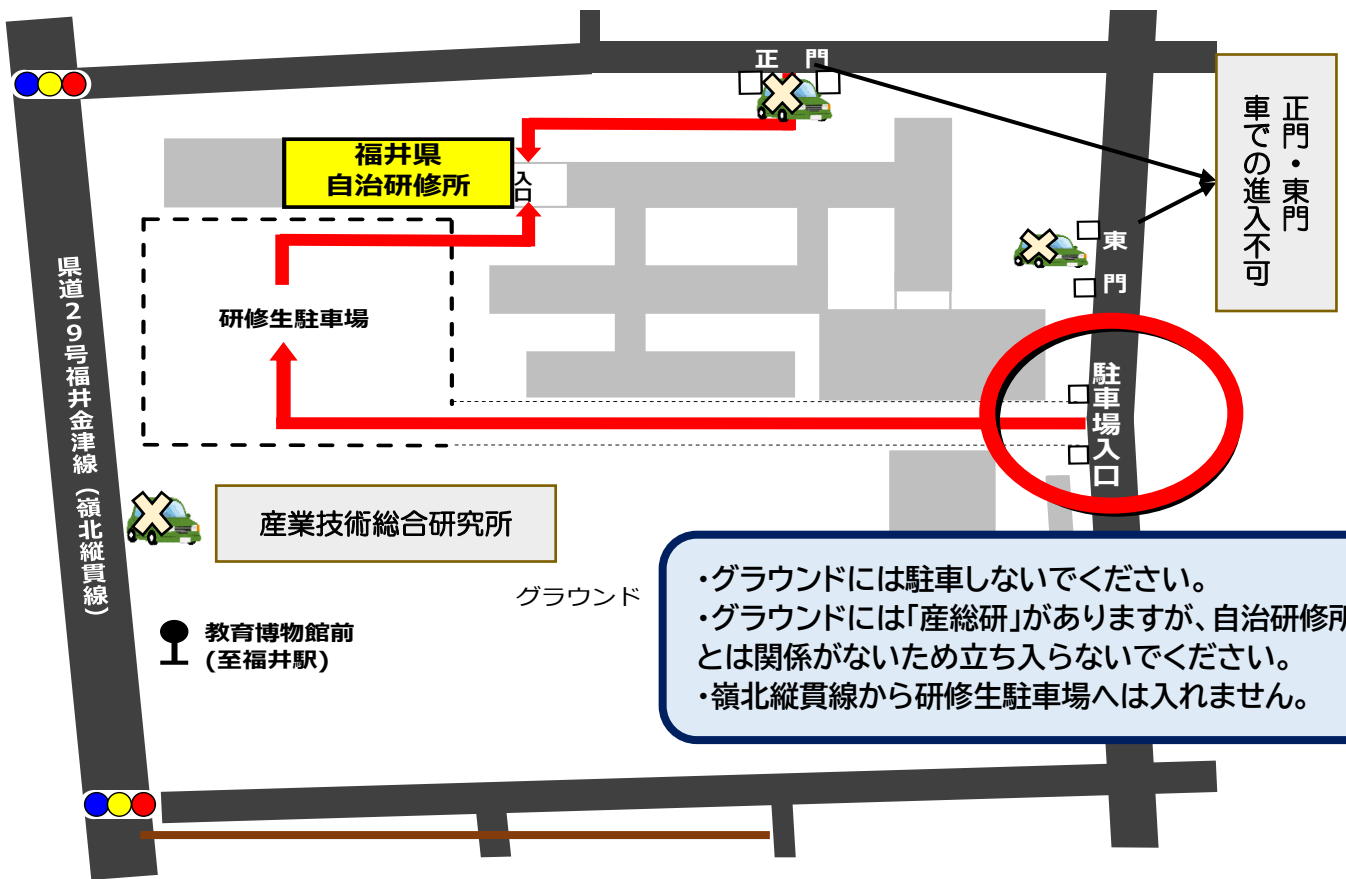 正門
正門・東門
車での進入不可
福井県
自治研修所
入口
東門
県道29号福井金津線(嶺北縦貫線)
研修生駐車場
駐車場入口
産業技術総合研究所
グラウンド
教育博物館前
(至福井駅)
・グラウンドには駐車しないでください。
・グラウンドには「産総研」がありますが、自治研修所
とは関係がないため立ち入らないでください。
・嶺北縦貫線から研修生駐車場へは入れません。